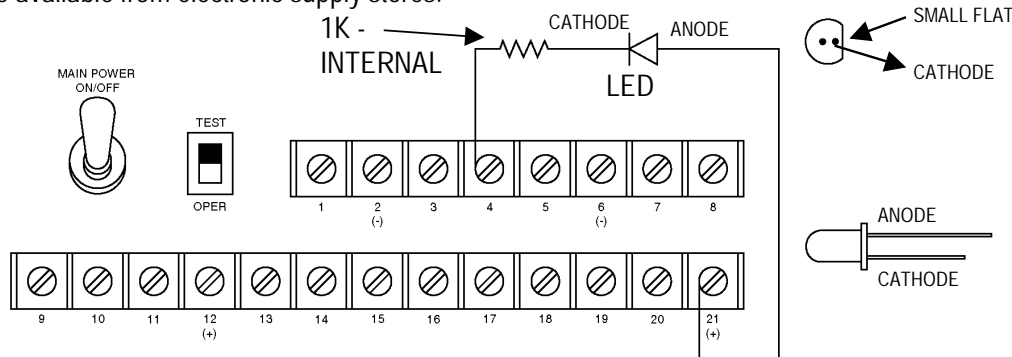 available from electronic supply stores.
1K -
INTERNAL
CATHODE
ANODE
LED
SMALL FLAT
CATHODE
MAIN POWER
ON/OFF
TEST
OPER
1 2 3 4 5 6 7 8
(-) (-)
ANODE
CATHODE
9 10 11 12 13 14 15 16 17 18 19 20 21
(+) (+)